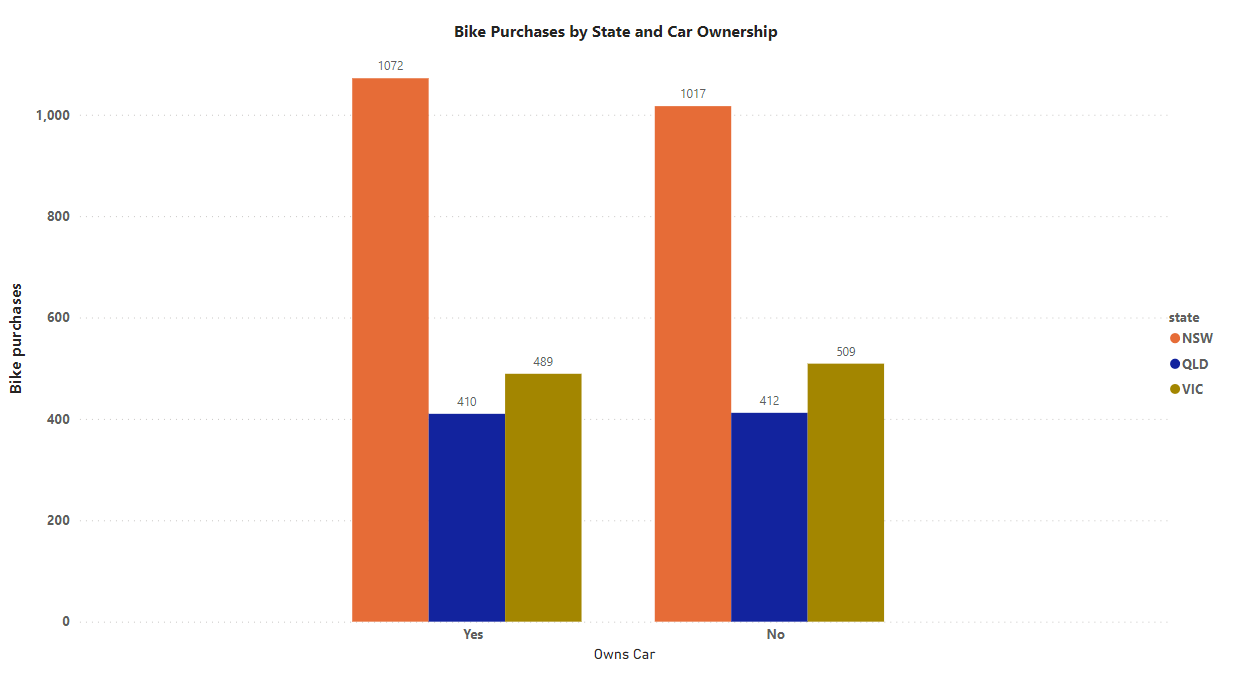 Bike Purchases by State and Car Ownership
1072
1017
1,000
800
600
400
200
0
Bike purchases
489
410
509
412
Yes
No
Owns Car
state
NSW
QLD
VIC